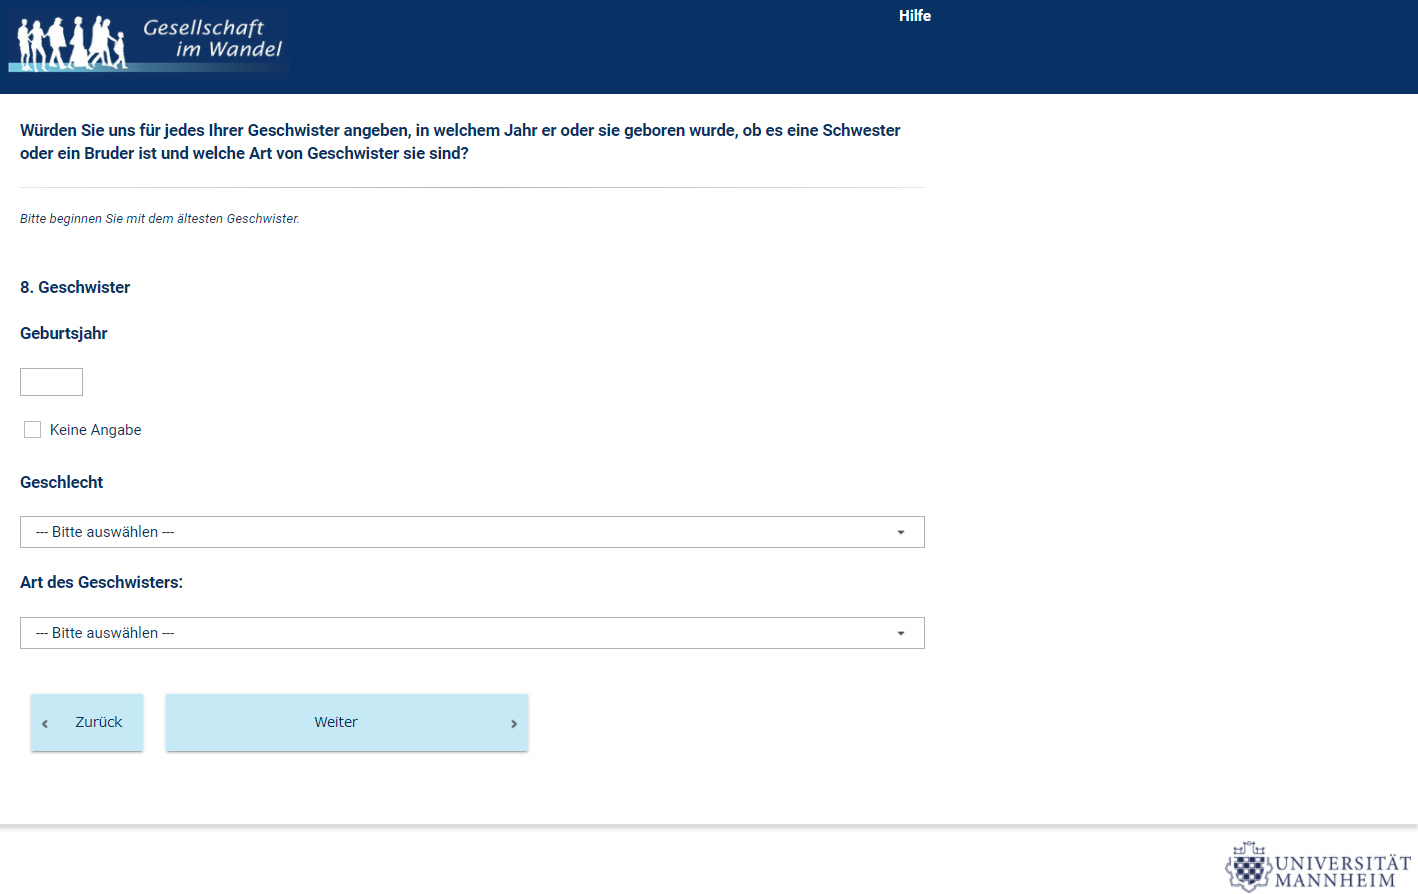 Gesellschaft
im Wandel
Hilfe
Würden Sie uns für jedes Ihrer Geschwister angeben, in welchem Jahr er oder sie geboren wurde, ob es eine Schwester
oder ein Bruder ist und welche Art von Geschwister sie sind?
Bitte beginnen Sie mit dem ältesten Geschwister.
8. Geschwister
Geburtsjahr
Keine Angabe
Geschlecht
--- Bitte auswählen ---
Art des Geschwisters:
--- Bitte auswählen ---
Zurück
Weiter
UNIVERSITÄT
MANNHEIM